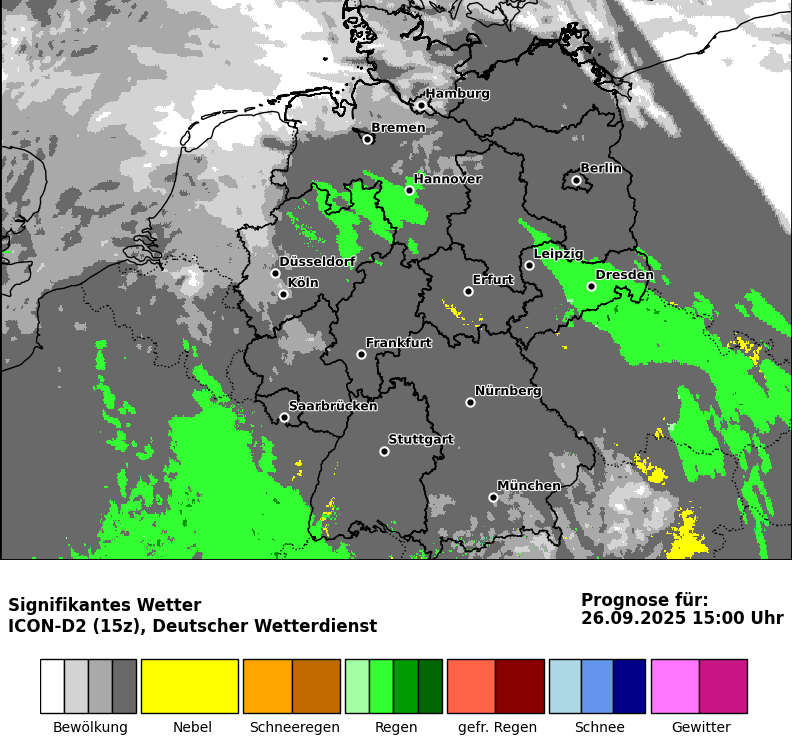 Hamburg
Bremen
Berlin
Hannover
Leipzig
Düsseldorf
Dresden
Köln
Erfurt
Frankfurt
Nürnberg
Saarbrücken
Stuttgart
München
Signifikantes Wetter
ICON-D2 (15z), Deutscher Wetterdienst
Prognose für:
26.09.2025 15:00 Uhr
Bewölkung
Nebel
Schneeregen
Regen
gefr. Regen
Schnee
Gewitter